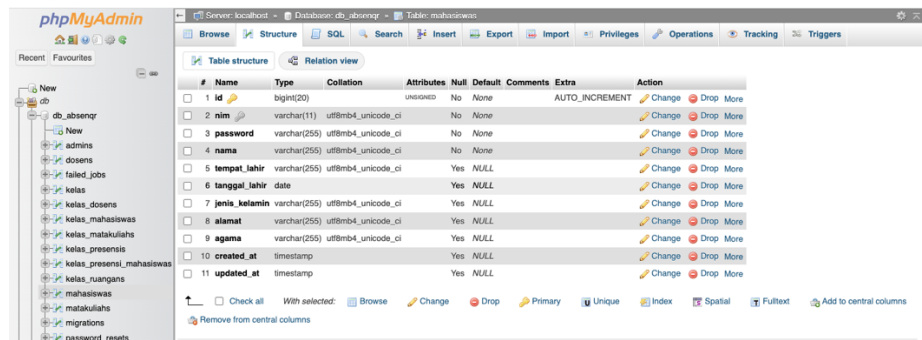 phpMyAdmin
Recent Favourites
New
db
db_absenqr
New
admins
dosens
failed_jobs
kelas
kelas_dosens
kelas_mahasiswas
kelas_matakuliahs
kelas_presensis
kelas_presensi_mahasiswas
kelas_ruangans
mahasiswas
matakuliahs
migrations
password_resets
Server: localhost » Database: db_absenqr » Table: mahasiswas
Browse Structure SQL Search Insert Export Import Privileges Operations Tracking Triggers
Table structure Relation view
# Name Type Collation Attributes Null Default Comments Extra Action
1 id bigint(20) UNSIGNED No None AUTO_INCREMENT Change Drop More
2 nim varchar(11) utf8mb4_unicode_ci No None Change Drop More
3 password varchar(255) utf8mb4_unicode_ci No None Change Drop More
4 nama varchar(255) utf8mb4_unicode_ci No None Change Drop More
5 tempat_lahir varchar(255) utf8mb4_unicode_ci Yes NULL Change Drop More
6 tanggal_lahir date Yes NULL Change Drop More
7 jenis_kelamin varchar(255) utf8mb4_unicode_ci Yes NULL Change Drop More
8 alamat varchar(255) utf8mb4_unicode_ci Yes NULL Change Drop More
9 agama varchar(255) utf8mb4_unicode_ci Yes NULL Change Drop More
10 created_at timestamp Yes NULL Change Drop More
11 updated_at timestamp Yes NULL Change Drop More
Check all With selected: Browse Change Drop Primary Unique Index Spatial Fulltext Add to central columns
Remove from central columns